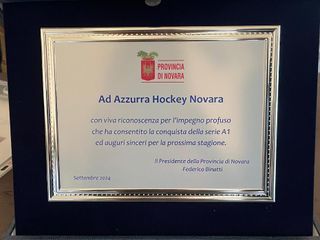 PROVINCIA
DI NOVARA
Ad Azzurra Hockey Novara
con viva riconoscenza per l'impegno profuso
che ha consentito la conquista della serie A1
ed auguri sinceri per la prossima stagione.
Il Presidente della Provincia di Novara
Federico Binatti
Settembre 2024